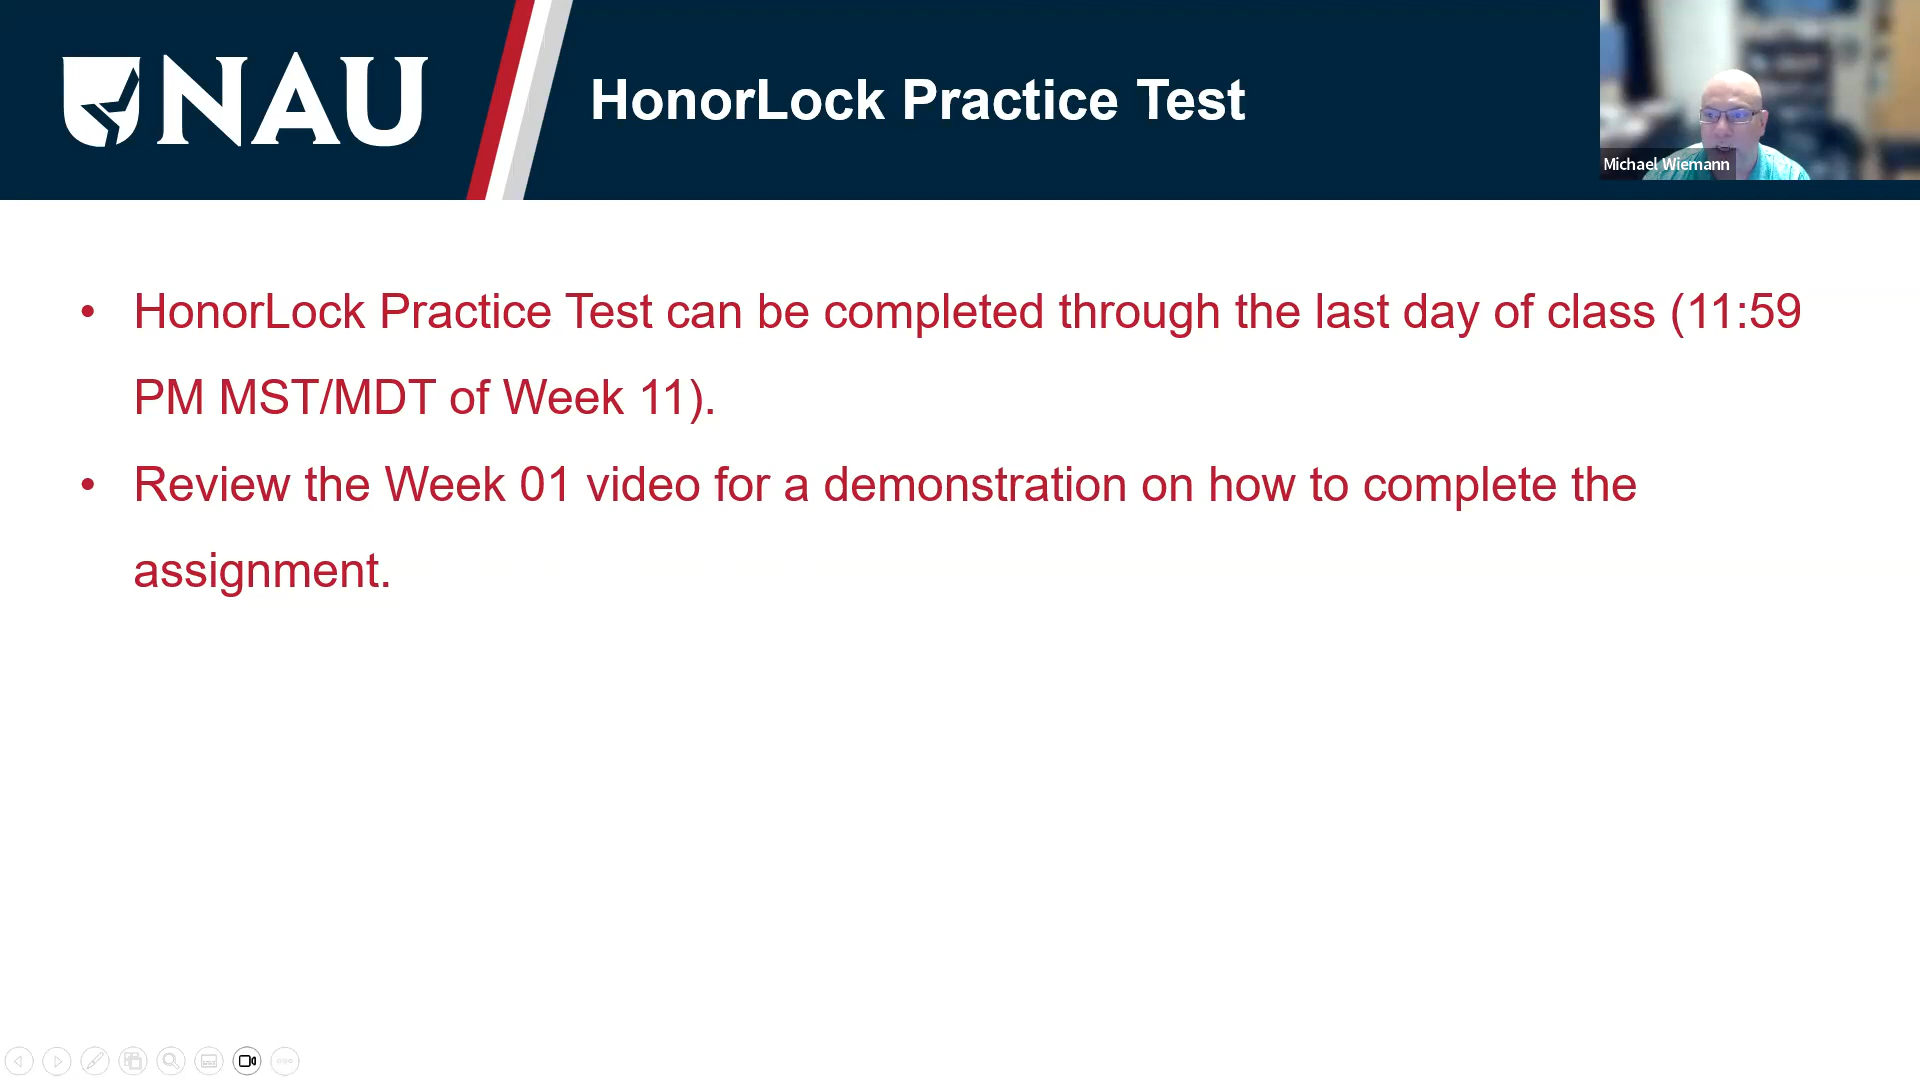 NAU
HonorLock Practice Test
Michael Wiemann
• HonorLock Practice Test can be completed through the last day of class (11:59
PM MST/MDT of Week 11).
• Review the Week 01 video for a demonstration on how to complete the
assignment.